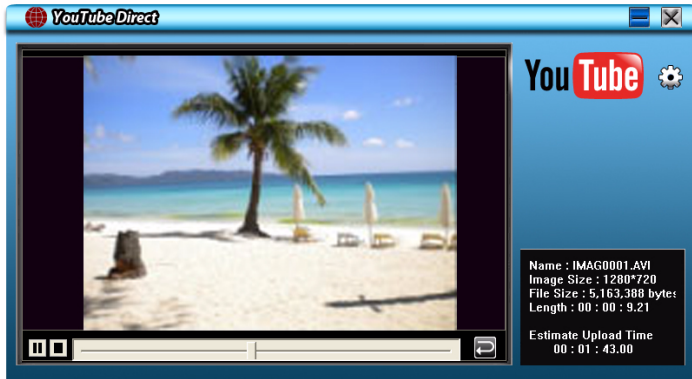 YouTube Direct
YouTube
Name : IMAG0001.AVI
Image Size : 1280*720
File Size : 5,163,388 bytes
Length : 00 : 00 : 9.21
Estimate Upload Time
00 : 01 : 43.00